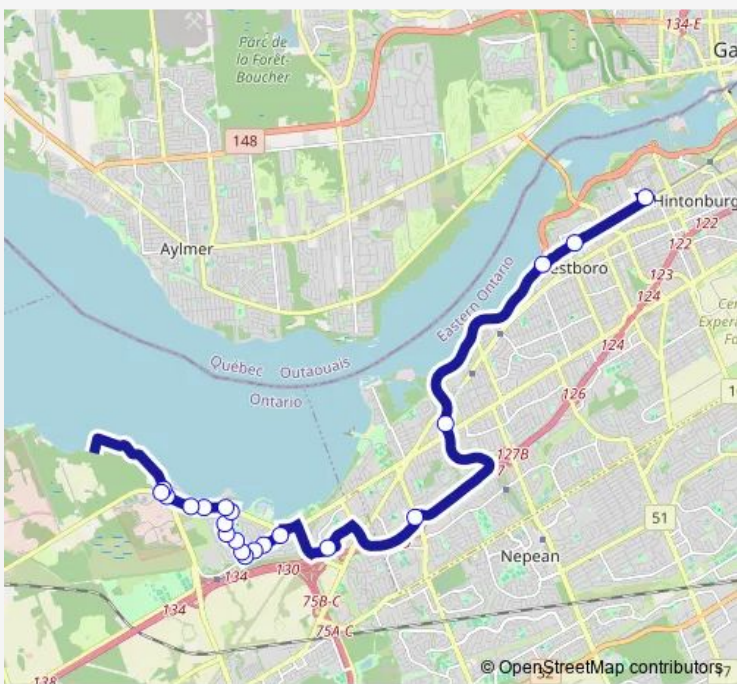 134-E
Ga
Parc de
la Forêt-
Boucher
148
Hintonburg
Aylmer
estboro
122
122
123
124
Eastern Ontario
124
Québec
Outaouais
Ontario
126
127B
7
51
Nepean
134
130
134
75B-C
75A-C
138
© OpenStreetMap contributors